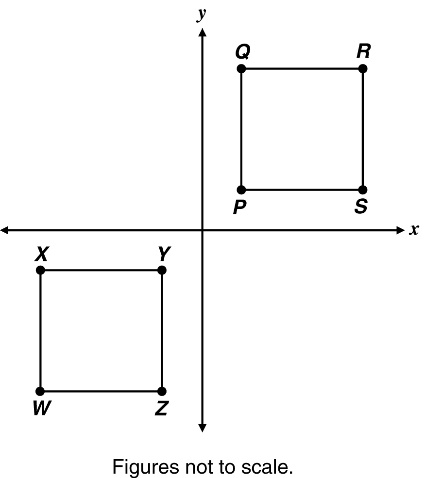 y
Q R
P S
x
X Y
W Z
Figures not to scale.